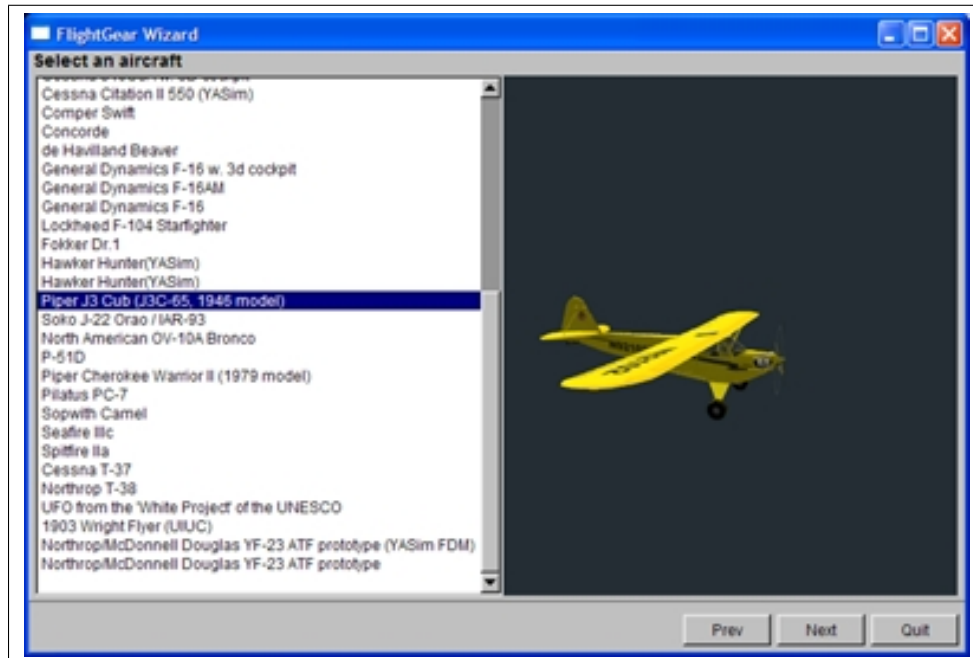 FlightGear Wizard
Select an aircraft
Cessna Citation II 550 (YASim)
Comper Swift
Concorde
de Havilland Beaver
General Dynamics F-16 w. 3d cockpit
General Dynamics F-16AM
General Dynamics F-16
Lockheed F-104 Starfighter
Fokker Dr.1
Hawker Hunter(YASim)
Hawker Hunter(YASim)
Piper J3 Cub (J3C-65, 1946 model)
Soko J-22 Orao / IAR-93
North American OV-10A Bronco
P-51D
Piper Cherokee Warrior II (1979 model)
Pilatus PC-7
Sopwith Camel
Seafire IIIc
Spitfire IIa
Cessna T-37
Northrop T-38
UFO from the 'White Project' of the UNESCO
1903 Wright Flyer (UIUC)
Northrop/McDonnell Douglas YF-23 ATF prototype (YASim FDM)
Northrop/McDonnell Douglas YF-23 ATF prototype
Prev
Next
Quit